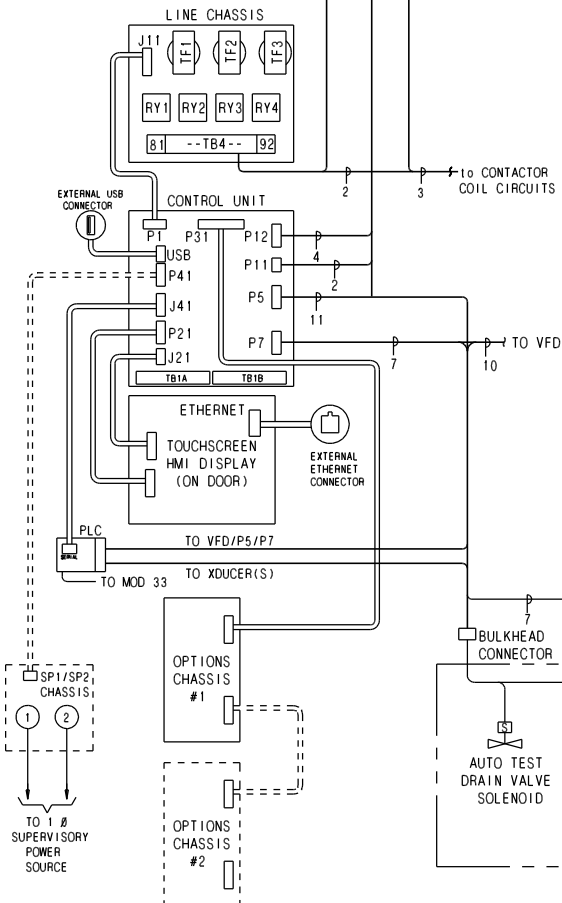 LINE CHASSIS
J11
TF1
TF2
TF3
RY1
RY2
RY3
RY4
81
--TB4--
92
2
3
to CONTACTOR
COIL CIRCUITS
EXTERNAL USB
CONNECTOR
CONTROL UNIT
P1
P31
P12
4
USB
P41
P11
2
J41
P5
11
P21
P7
7
10
TO VFD
J21
TB1A
TB1B
ETHERNET
TOUCHSCREEN
HMI DISPLAY
(ON DOOR)
EXTERNAL
ETHERNET
CONNECTOR
PLC
SERIAL
TO VFD/P5/P7
TO XDUCER(S)
TO MOD 33
7
BULKHEAD
CONNECTOR
OPTIONS
CHASSIS
#1
SP1/SP2
CHASSIS
1
2
S
AUTO TEST
DRAIN VALVE
SOLENOID
TO 1 Ø
SUPERVISORY
POWER
SOURCE
OPTIONS
CHASSIS
#2